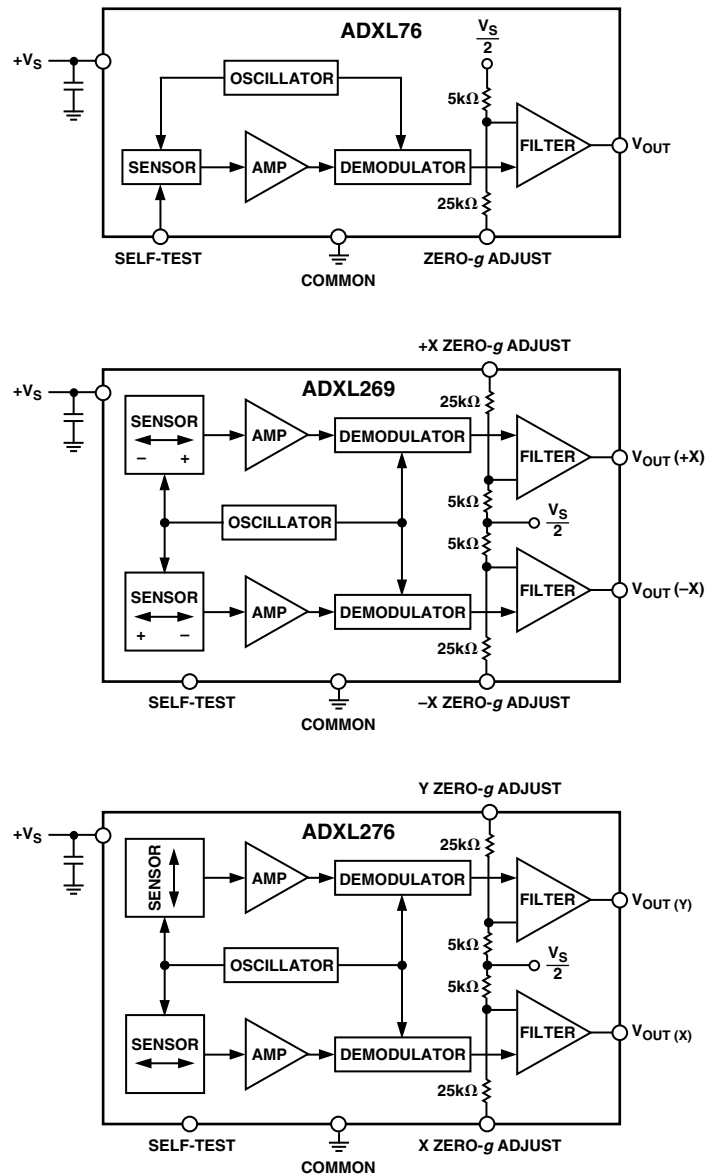 ADXL76
+VS
OSCILLATOR
VS
2
5kΩ
SENSOR
AMP
DEMODULATOR
FILTER
VOUT
25kΩ
SELF-TEST
COMMON
ZERO-g ADJUST
+X ZERO-g ADJUST
+VS
ADXL269
25kΩ
SENSOR
– +
AMP
DEMODULATOR
FILTER
VOUT (+X)
5kΩ
OSCILLATOR
VS
2
5kΩ
SENSOR
+ –
AMP
DEMODULATOR
FILTER
VOUT (–X)
25kΩ
SELF-TEST
COMMON
–X ZERO-g ADJUST
Y ZERO-g ADJUST
+VS
ADXL276
25kΩ
SENSOR
AMP
DEMODULATOR
FILTER
VOUT (Y)
5kΩ
OSCILLATOR
VS
2
5kΩ
SENSOR
AMP
DEMODULATOR
FILTER
VOUT (X)
25kΩ
SELF-TEST
COMMON
X ZERO-g ADJUST